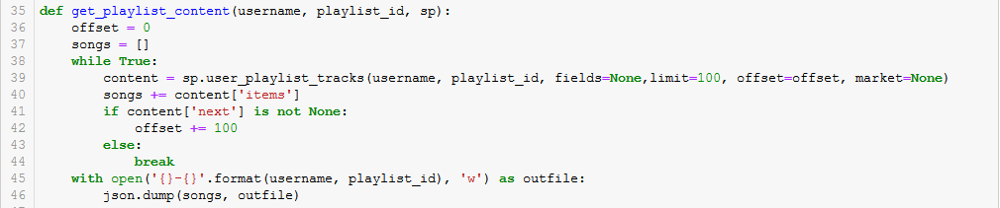 35 def get_playlist_content(username, playlist_id, sp):
36     offset = 0
37     songs = []
38     while True:
39         content = sp.user_playlist_tracks(username, playlist_id, fields=None,limit=100, offset=offset, market=None)
40         songs += content['items']
41         if content['next'] is not None:
42             offset += 100
43         else:
44             break
45     with open('{}-{}'.format(username, playlist_id), 'w') as outfile:
46         json.dump(songs, outfile)